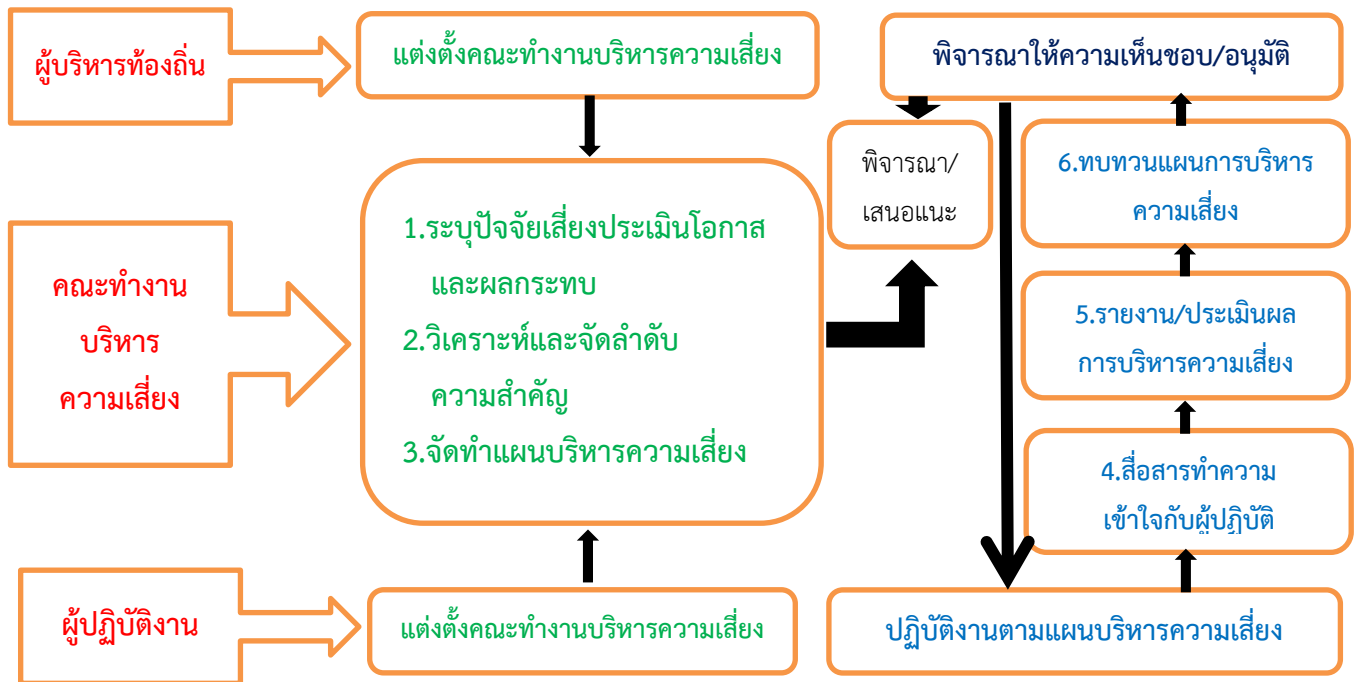 ผู้บริหารท้องถิ่น
แต่งตั้งคณะทำงานบริหารความเสี่ยง
พิจารณาให้ความเห็นชอบ/อนุมัติ
คณะทำงาน
บริหาร
ความเสี่ยง
1.ระบุปัจจัยเสี่ยงประเมินโอกาส
และผลกระทบ
2.วิเคราะห์และจัดลำดับ
ความสำคัญ
3.จัดทำแผนบริหารความเสี่ยง
พิจารณา/
เสนอแนะ
6.ทบทวนแผนการบริหาร
ความเสี่ยง
5.รายงาน/ประเมินผล
การบริหารความเสี่ยง
4.สื่อสารทำความ
เข้าใจกับผู้ปฏิบัติ
ผู้ปฏิบัติงาน
แต่งตั้งคณะทำงานบริหารความเสี่ยง
ปฏิบัติงานตามแผนบริหารความเสี่ยง